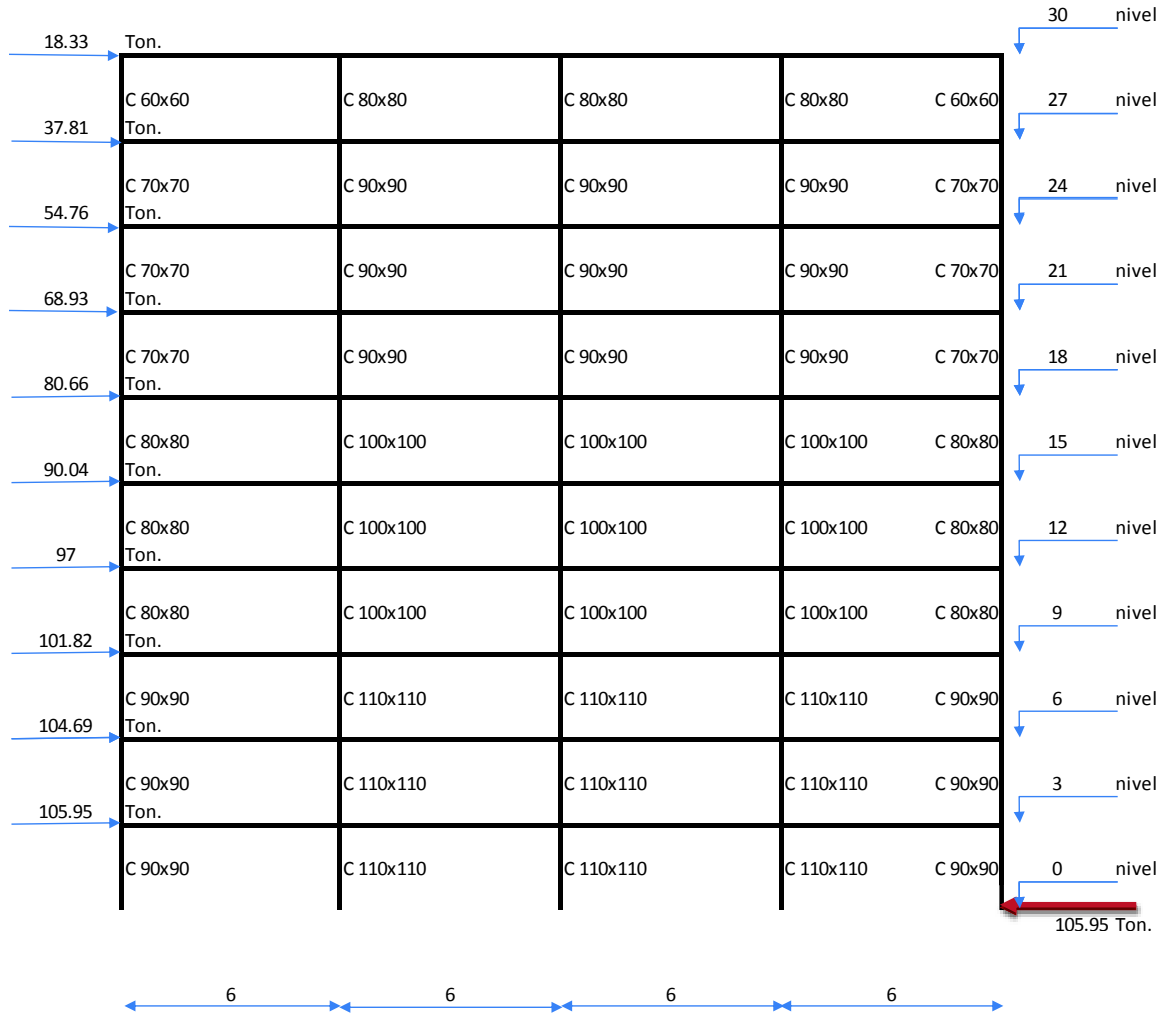 30 nivel
18.33 Ton.
C 60x60 C 80x80 C 80x80 C 80x80 C 60x60 27 nivel
37.81 Ton.
C 70x70 C 90x90 C 90x90 C 90x90 C 70x70 24 nivel
54.76 Ton.
C 70x70 C 90x90 C 90x90 C 90x90 C 70x70 21 nivel
68.93 Ton.
C 70x70 C 90x90 C 90x90 C 90x90 C 70x70 18 nivel
80.66 Ton.
C 80x80 C 100x100 C 100x100 C 100x100 C 80x80 15 nivel
90.04 Ton.
C 80x80 C 100x100 C 100x100 C 100x100 C 80x80 12 nivel
97 Ton.
C 80x80 C 100x100 C 100x100 C 100x100 C 80x80 9 nivel
101.82 Ton.
C 90x90 C 110x110 C 110x110 C 110x110 C 90x90 6 nivel
104.69 Ton.
C 90x90 C 110x110 C 110x110 C 110x110 C 90x90 3 nivel
105.95 Ton.
C 90x90 C 110x110 C 110x110 C 110x110 C 90x90 0 nivel
105.95 Ton.
6 6 6 6